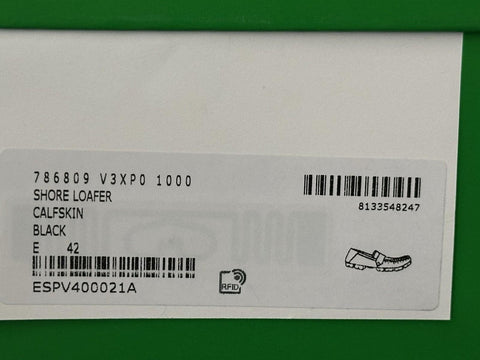 786809 V3XP0 1000
SHORE LOAFER
CALFSKIN
BLACK
E 42
ESPV400021A
8133548247
RFID